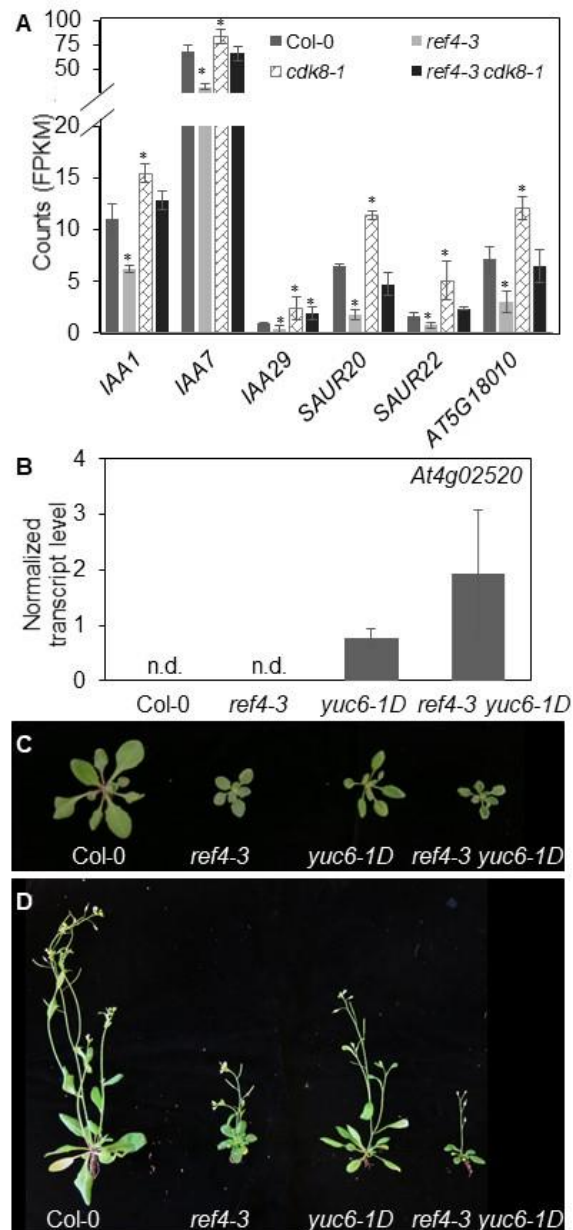 A
Counts (FPKM)
100
75
50
20
15
10
5
0
Col-0
ref4-3
cdk8-1
ref4-3 cdk8-1
* * * * * * * * * * * * *
IAA1
IAA7
IAA29
SAUR20
SAUR22
AT5G18010
B
Normalized
transcript level
4
3
2
1
0
At4g02520
n.d.
n.d.
Col-0
ref4-3
yuc6-1D
ref4-3 yuc6-1D
C
Col-0
ref4-3
yuc6-1D
ref4-3 yuc6-1D
D
Col-0
ref4-3
yuc6-1D
ref4-3 yuc6-1D